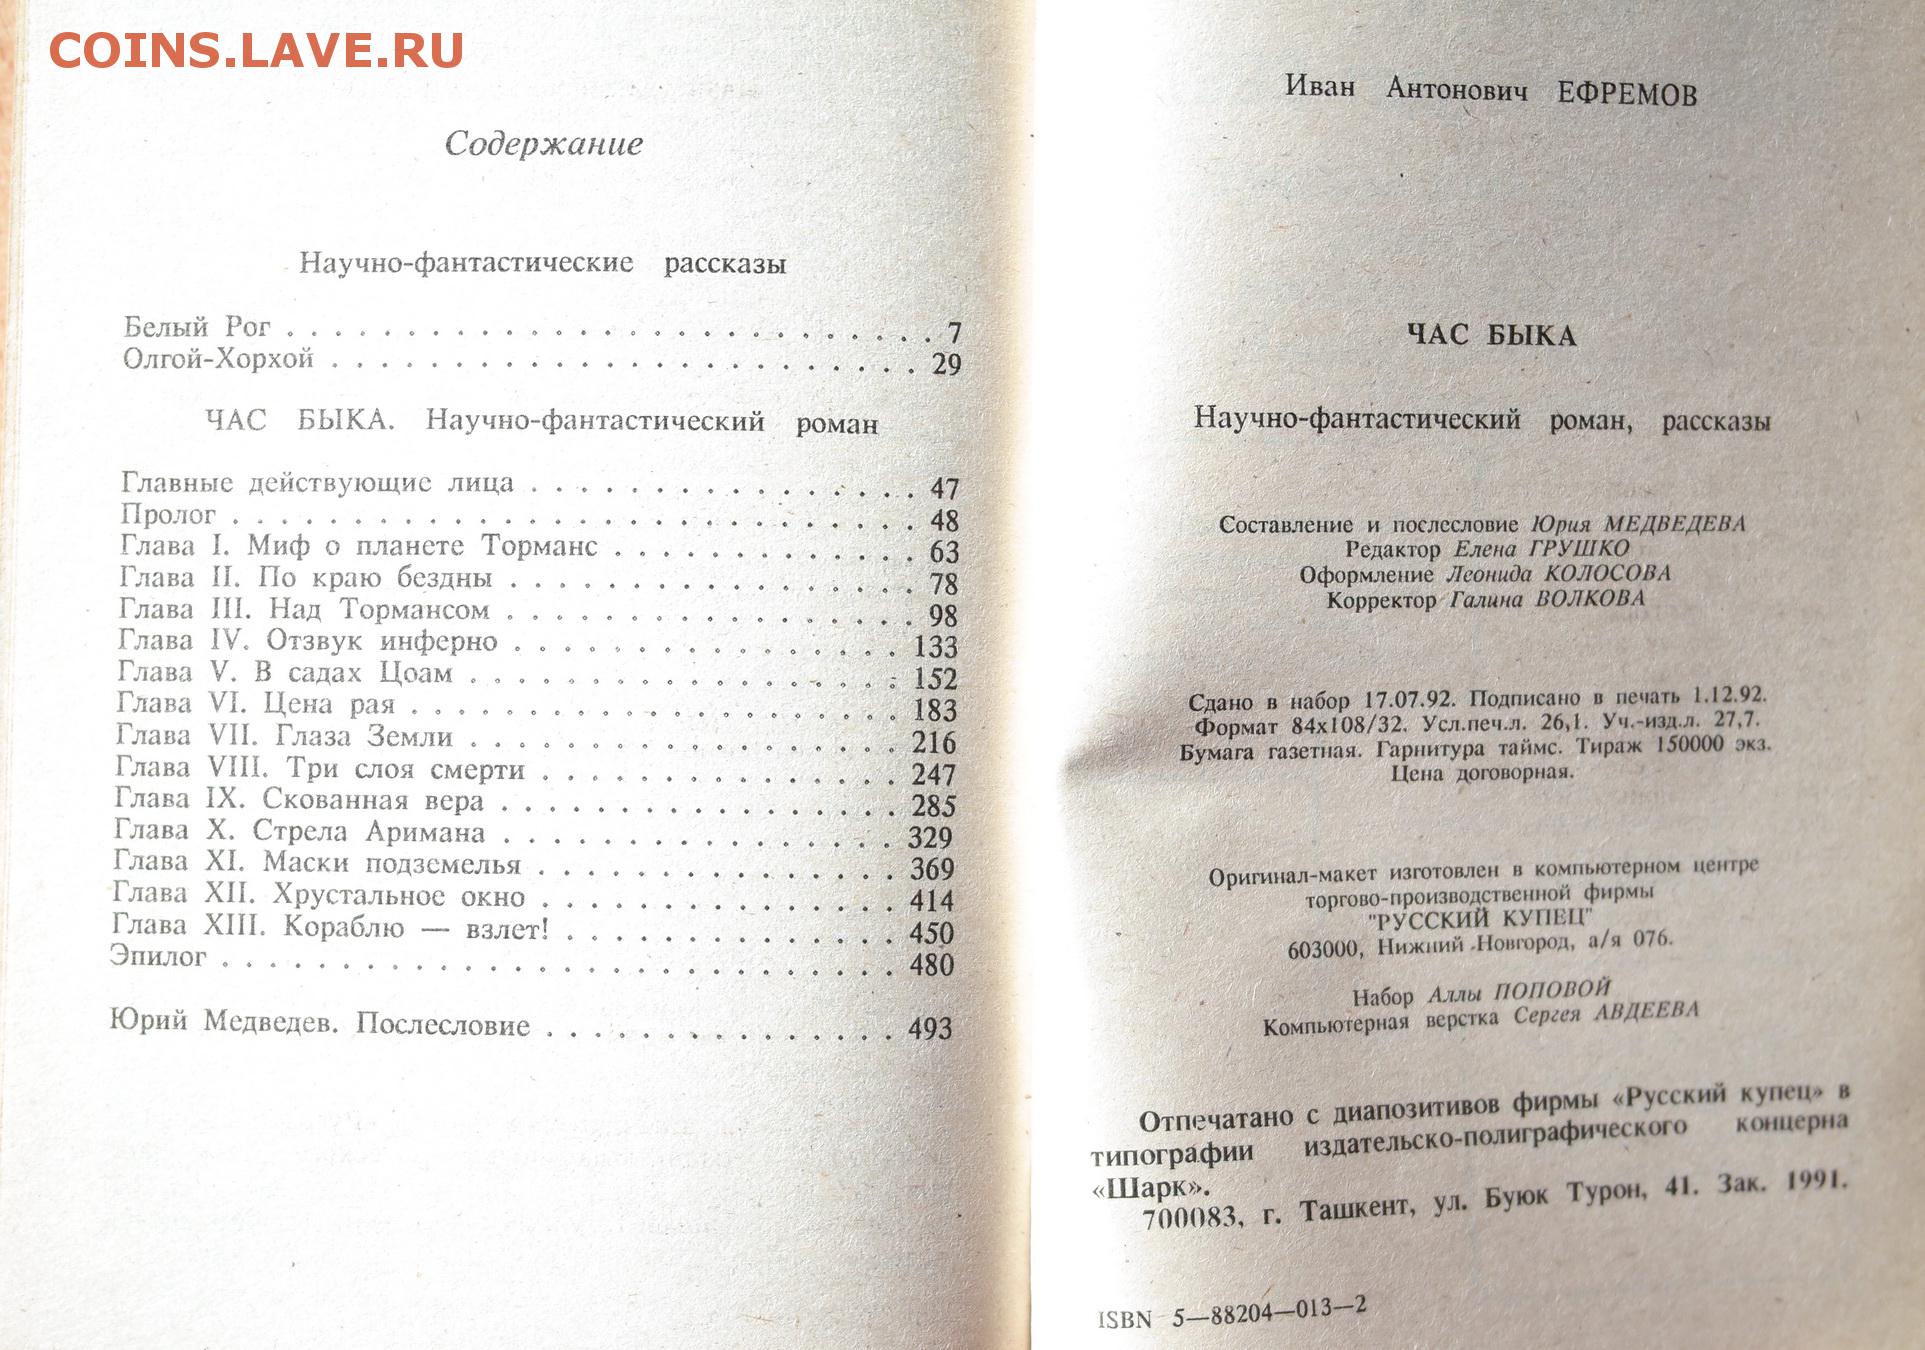 COINS.LAVE.RU
Содержание
Научно-фантастические рассказы
Белый Рог . . . . . . . . . . . . . . . . . . . . . . . . . . . 7
Олгой-Хорхой . . . . . . . . . . . . . . . . . . . . . . . . 29
ЧАС БЫКА. Научно-фантастический роман
Главные действующие лица . . . . . . . . . . . . . . . . 47
Пролог . . . . . . . . . . . . . . . . . . . . . . . . . . . . 48
Глава I. Миф о планете Торманс . . . . . . . . . . . . . 63
Глава II. По краю бездны . . . . . . . . . . . . . . . . . 78
Глава III. Над Тормансом . . . . . . . . . . . . . . . . . 98
Глава IV. Отзвук инферно . . . . . . . . . . . . . . . . 133
Глава V. В садах Цоам . . . . . . . . . . . . . . . . . . 152
Глава VI. Цена рая . . . . . . . . . . . . . . . . . . . . 183
Глава VII. Глаза Земли . . . . . . . . . . . . . . . . . . 216
Глава VIII. Три слоя смерти . . . . . . . . . . . . . . . 247
Глава IX. Скованная вера . . . . . . . . . . . . . . . . . 285
Глава X. Стрела Аримана . . . . . . . . . . . . . . . . . 329
Глава XI. Маски подземелья . . . . . . . . . . . . . . . 369
Глава XII. Хрустальное окно . . . . . . . . . . . . . . . 414
Глава XIII. Кораблю — взлет! . . . . . . . . . . . . . . 450
Эпилог . . . . . . . . . . . . . . . . . . . . . . . . . . . . 480
Юрий Медведев. Послесловие . . . . . . . . . . . . . . . 493
Иван Антонович ЕФРЕМОВ
ЧАС БЫКА
Научно-фантастический роман, рассказы
Составление и послесловие Юрия МЕДВЕДЕВА
Редактор Елена ГРУШКО
Оформление Леонида КОЛОСОВА
Корректор Галина ВОЛКОВА
Сдано в набор 17.07.92. Подписано в печать 1.12.92.
Формат 84х108/32. Усл.печ.л. 26,1. Уч.-изд.л. 27,7.
Бумага газетная. Гарнитура таймс. Тираж 150000 экз.
Цена договорная.
Оригинал-макет изготовлен в компьютерном центре
торгово-производственной фирмы
"РУССКИЙ КУПЕЦ"
603000, Нижний Новгород, а/я 076.
Набор Аллы ПОПОВОЙ
Компьютерная верстка Сергея АВДЕЕВА
Отпечатано с диапозитивов фирмы «Русский купец» в
типографии издательско-полиграфического концерна
«Шарк».
700083, г. Ташкент, ул. Буюк Турон, 41. Зак. 1991.
ISBN 5—88204—013—2